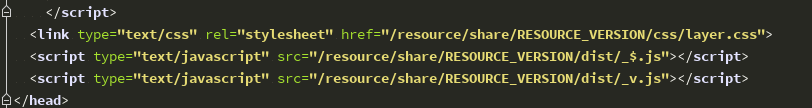 </script>
<link type="text/css" rel="stylesheet" href="/resource/share/RESOURCE_VERSION/css/layer.css">
<script type="text/javascript" src="/resource/share/RESOURCE_VERSION/dist/_$.js"></script>
<script type="text/javascript" src="/resource/share/RESOURCE_VERSION/dist/_v.js"></script>
</head>